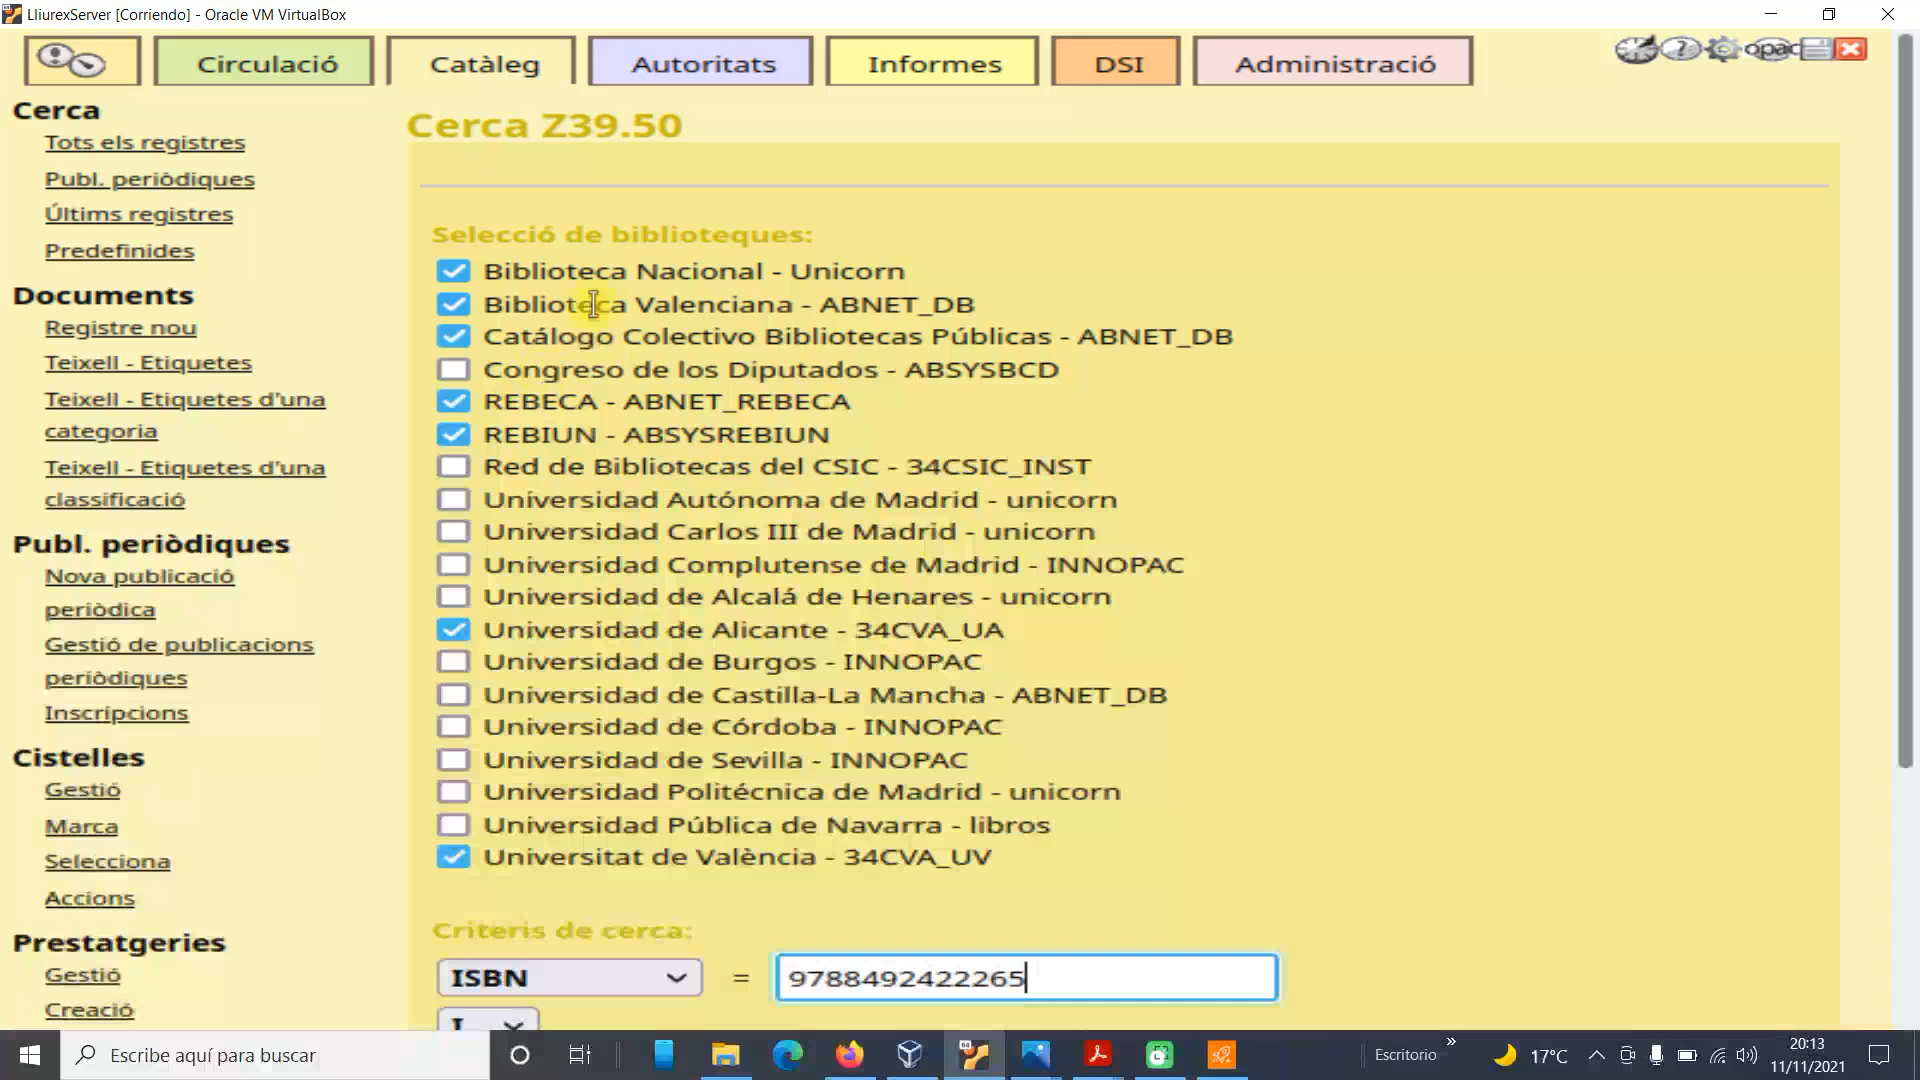 LliurexServer [Corriendo] - Oracle VM VirtualBox
Circulació
Catàleg
Autoritats
Informes
DSI
Administració
opac
Cerca
Tots els registres
Publ. periòdiques
Últims registres
Predefinides
Documents
Registre nou
Teixell - Etiquetes
Teixell - Etiquetes d'una
categoria
Teixell - Etiquetes d'una
classificació
Publ. periòdiques
Nova publicació
periòdica
Gestió de publicacions
periòdiques
Inscripcions
Cistelles
Gestió
Marca
Selecciona
Accions
Prestatgeries
Gestió
Creació
Cerca Z39.50
Selecció de biblioteques:
Biblioteca Nacional - Unicorn
Biblioteca Valenciana - ABNET_DB
Catálogo Colectivo Bibliotecas Públicas - ABNET_DB
Congreso de los Diputados - ABSYSBCD
REBECA - ABNET_REBECA
REBIUN - ABSYSREBIUN
Red de Bibliotecas del CSIC - 34CSIC_INST
Universidad Autónoma de Madrid - unicorn
Universidad Carlos III de Madrid - unicorn
Universidad Complutense de Madrid - INNOPAC
Universidad de Alcalá de Henares - unicorn
Universidad de Alicante - 34CVA_UA
Universidad de Burgos - INNOPAC
Universidad de Castilla-La Mancha - ABNET_DB
Universidad de Córdoba - INNOPAC
Universidad de Sevilla - INNOPAC
Universidad Politécnica de Madrid - unicorn
Universidad Pública de Navarra - libros
Universitat de València - 34CVA_UV
Criteris de cerca:
ISBN = 9788492422265
Escribe aquí para buscar
Escritorio
17°C
20:13
11/11/2021